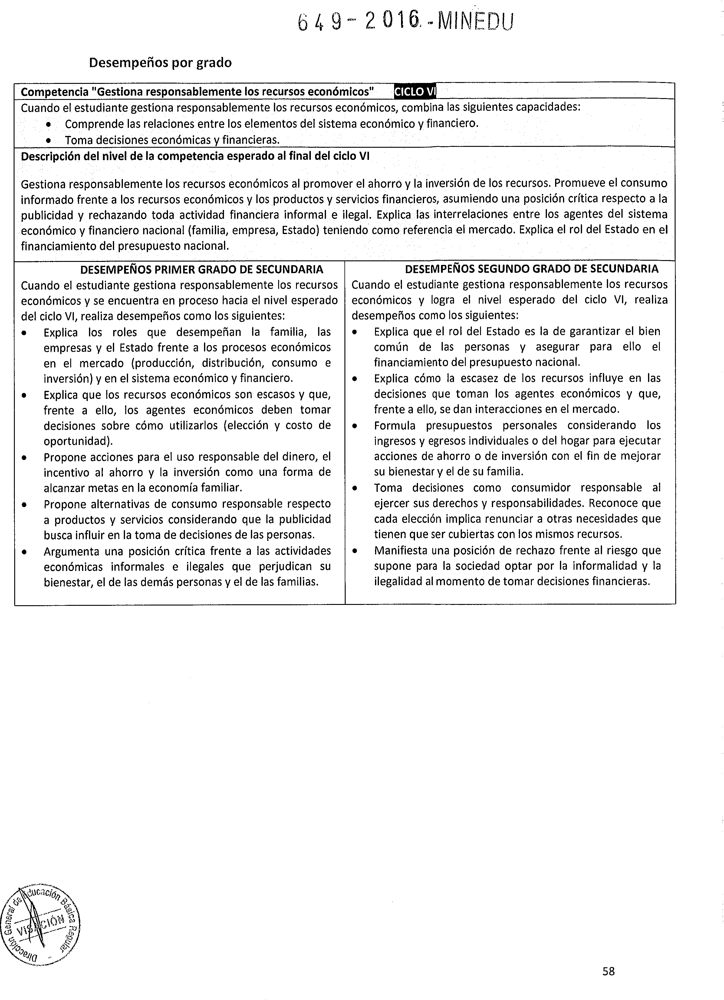 649-2016.-MINEDU
Desempeños por grado
Competencia "Gestiona responsablemente los recursos económicos" CICLO VI
Cuando el estudiante gestiona responsablemente los recursos económicos, combina las siguientes capacidades:
• Comprende las relaciones entre los elementos del sistema económico y financiero.
• Toma decisiones económicas y financieras.
Descripción del nivel de la competencia esperado al final del ciclo VI
Gestiona responsablemente los recursos económicos al promover el ahorro y la inversión de los recursos. Promueve el consumo
informado frente a los recursos económicos y los productos y servicios financieros, asumiendo una posición crítica respecto a la
publicidad y rechazando toda actividad financiera informal e ilegal. Explica las interrelaciones entre los agentes del sistema
económico y financiero nacional (familia, empresa, Estado) teniendo como referencia el mercado. Explica el rol del Estado en el
financiamiento del presupuesto nacional.
DESEMPEÑOS PRIMER GRADO DE SECUNDARIA
Cuando el estudiante gestiona responsablemente los recursos
económicos y se encuentra en proceso hacia el nivel esperado
del ciclo VI, realiza desempeños como los siguientes:
• Explica los roles que desempeñan la familia, las
empresas y el Estado frente a los procesos económicos
en el mercado (producción, distribución, consumo e
inversión) y en el sistema económico y financiero.
• Explica que los recursos económicos son escasos y que,
frente a ello, los agentes económicos deben tomar
decisiones sobre cómo utilizarlos (elección y costo de
oportunidad).
• Propone acciones para el uso responsable del dinero, el
incentivo al ahorro y la inversión como una forma de
alcanzar metas en la economía familiar.
• Propone alternativas de consumo responsable respecto
a productos y servicios considerando que la publicidad
busca influir en la toma de decisiones de las personas.
• Argumenta una posición crítica frente a las actividades
económicas informales e ilegales que perjudican su
bienestar, el de las demás personas y el de las familias.
DESEMPEÑOS SEGUNDO GRADO DE SECUNDARIA
Cuando el estudiante gestiona responsablemente los recursos
económicos y logra el nivel esperado del ciclo VI, realiza
desempeños como los siguientes:
• Explica que el rol del Estado es la de garantizar el bien
común de las personas y asegurar para ello el
financiamiento del presupuesto nacional.
• Explica cómo la escasez de los recursos influye en las
decisiones que toman los agentes económicos y que,
frente a ello, se dan interacciones en el mercado.
• Formula presupuestos personales considerando los
ingresos y egresos individuales o del hogar para ejecutar
acciones de ahorro o de inversión con el fin de mejorar
su bienestar y el de su familia.
• Toma decisiones como consumidor responsable al
ejercer sus derechos y responsabilidades. Reconoce que
cada elección implica renunciar a otras necesidades que
tienen que ser cubiertas con los mismos recursos.
• Manifiesta una posición de rechazo frente al riesgo que
supone para la sociedad optar por la informalidad y la
ilegalidad al momento de tomar decisiones financieras.
Dirección General de Educación Básica Regular
VISACIÓN
58